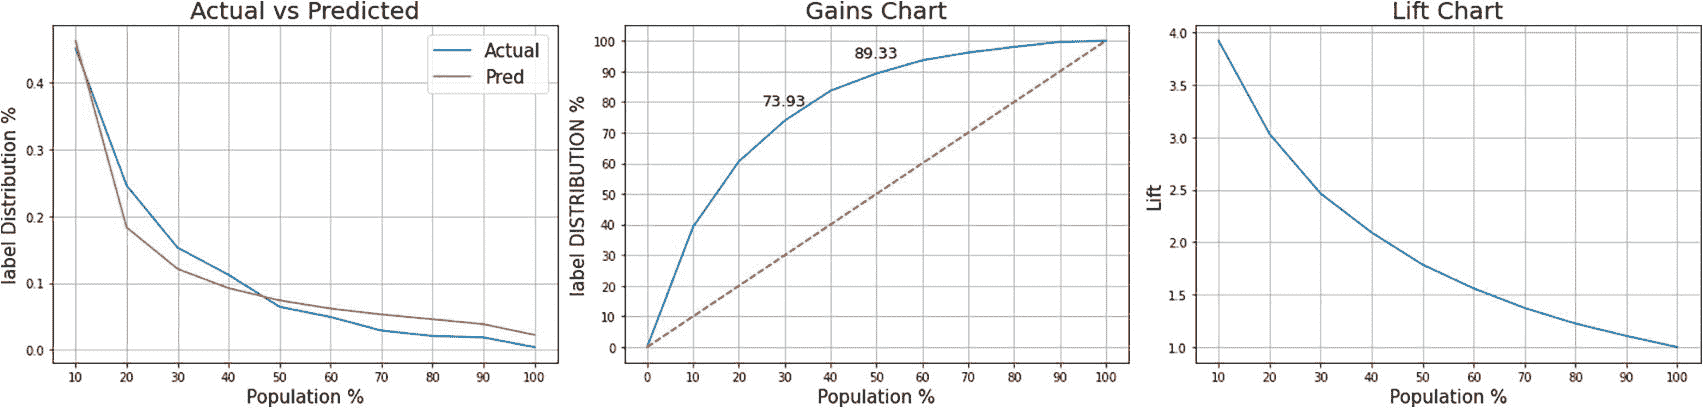 Actual vs Predicted
label Distribution %
0.4
0.3
0.2
0.1
0.0
Actual
Pred
10 20 30 40 50 60 70 80 90 100
Population %
Gains Chart
label DISTRIBUTION %
100
90
80
70
60
50
40
30
20
10
0
89.33
73.93
0 10 20 30 40 50 60 70 80 90 100
Population %
Lift Chart
Lift
4.0
3.5
3.0
2.5
2.0
1.5
1.0
10 20 30 40 50 60 70 80 90 100
Population %